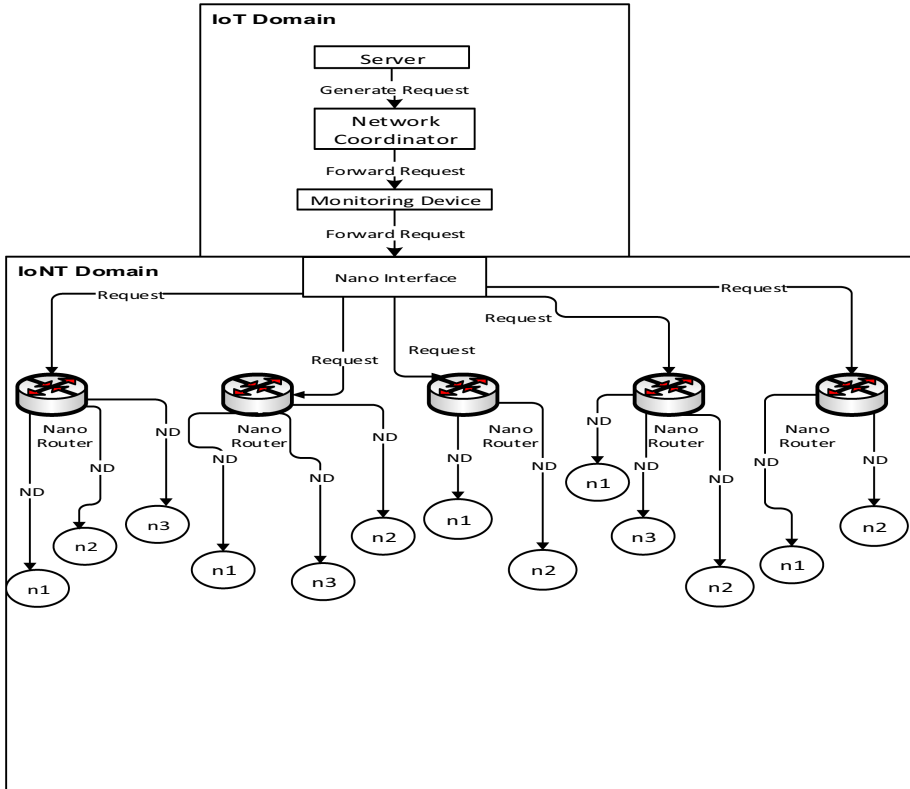 IoT Domain
Server
Generate Request
Network
Coordinator
Forward Request
Monitoring Device
Forward Request
IoNT Domain
Nano Interface
Request
Request
Request
Request
Request
Nano
Router
Nano
Router
Nano
Router
Nano
Router
Nano
Router
ND
ND
ND
ND
ND
ND
ND
ND
ND
ND
ND
ND
ND
n1
n2
n3
n1
n3
n2
n1
n2
n1
n3
n2
n1
n2